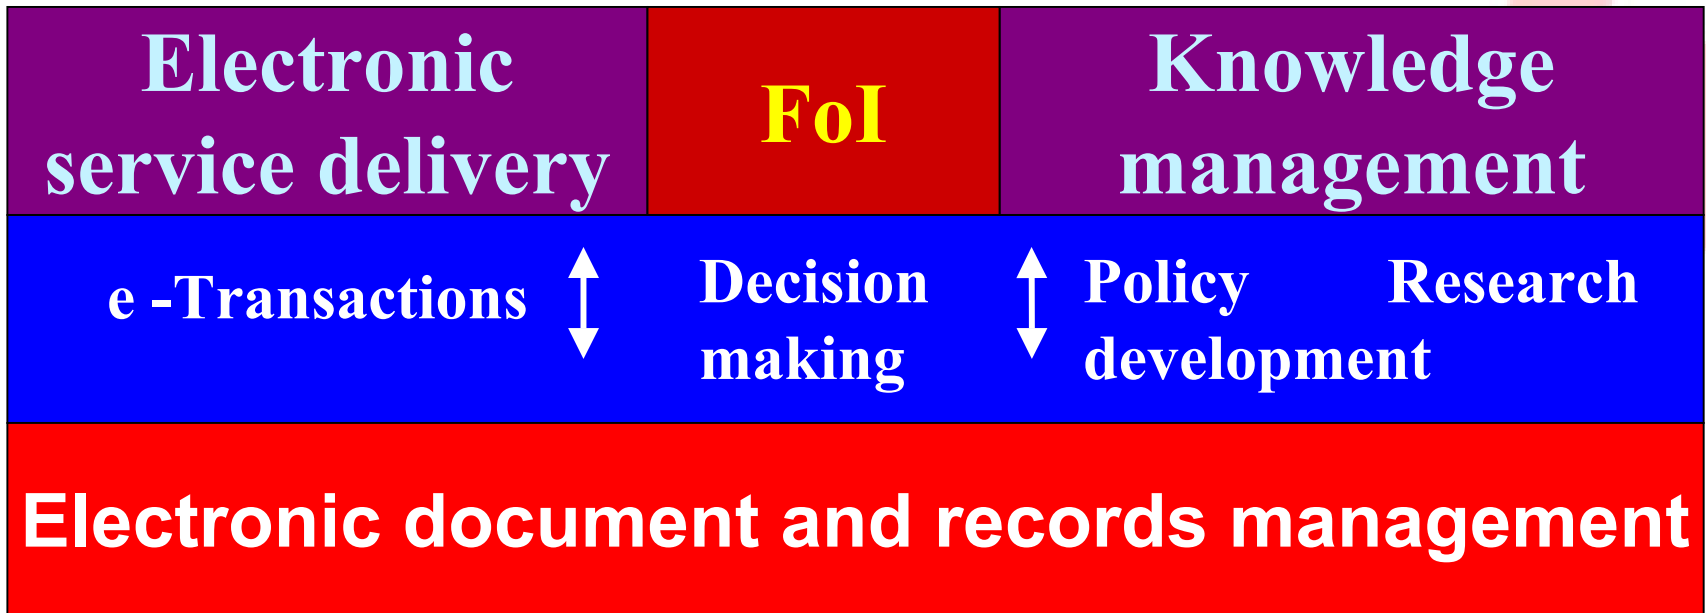 Electronic
service delivery
FoI
Knowledge
management
e -Transactions
Decision
making
Policy Research
development
Electronic document and records management